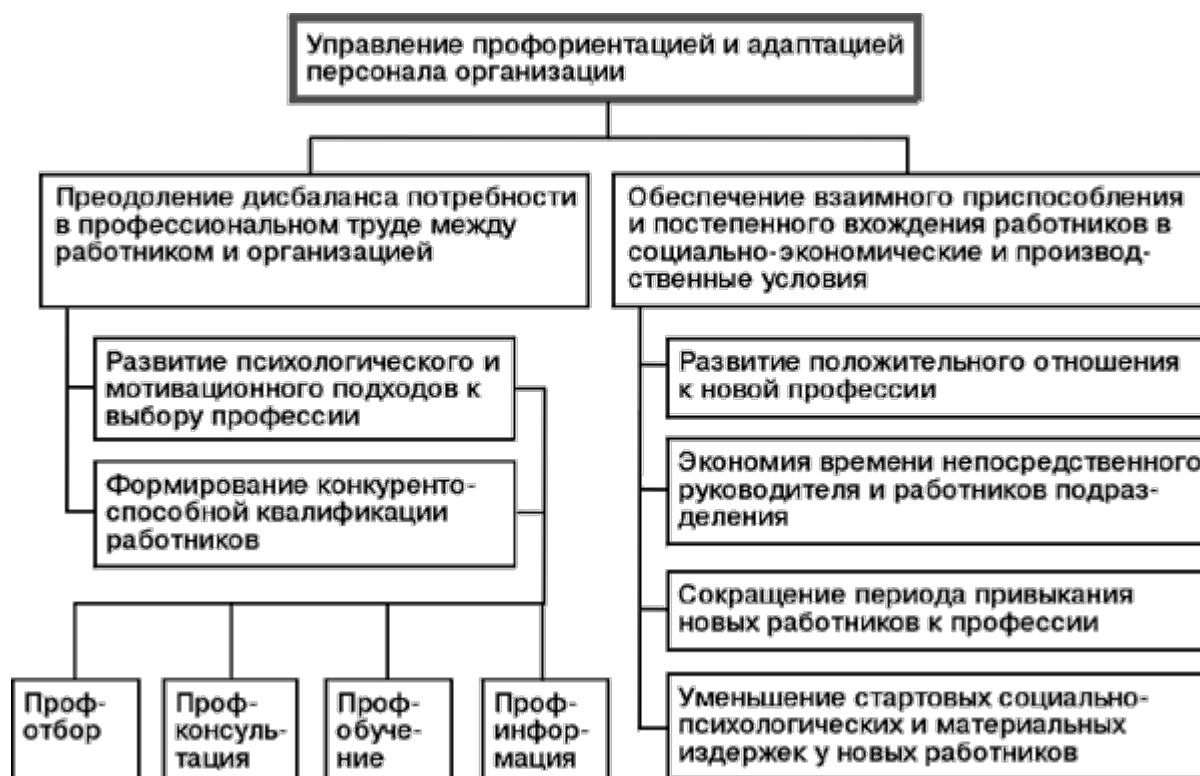 Управление профориентацией и адаптацией
персонала организации
Преодоление дисбаланса потребности
в профессиональном труде между
работником и организацией
Развитие психологического и
мотивационного подходов к
выбору профессии
Формирование конкуренто-
способной квалификации
работников
Проф-
отбор
Проф-
консуль-
тация
Проф-
обуче-
ние
Проф-
инфор-
мация
Обеспечение взаимного приспособления
и постепенного вхождения работников в
социально-экономические и производ-
ственные условия
Развитие положительного отношения
к новой профессии
Экономия времени непосредственного
руководителя и работников подраз-
деления
Сокращение периода привыкания
новых работников к профессии
Уменьшение стартовых социально-
психологических и материальных
издержек у новых работников